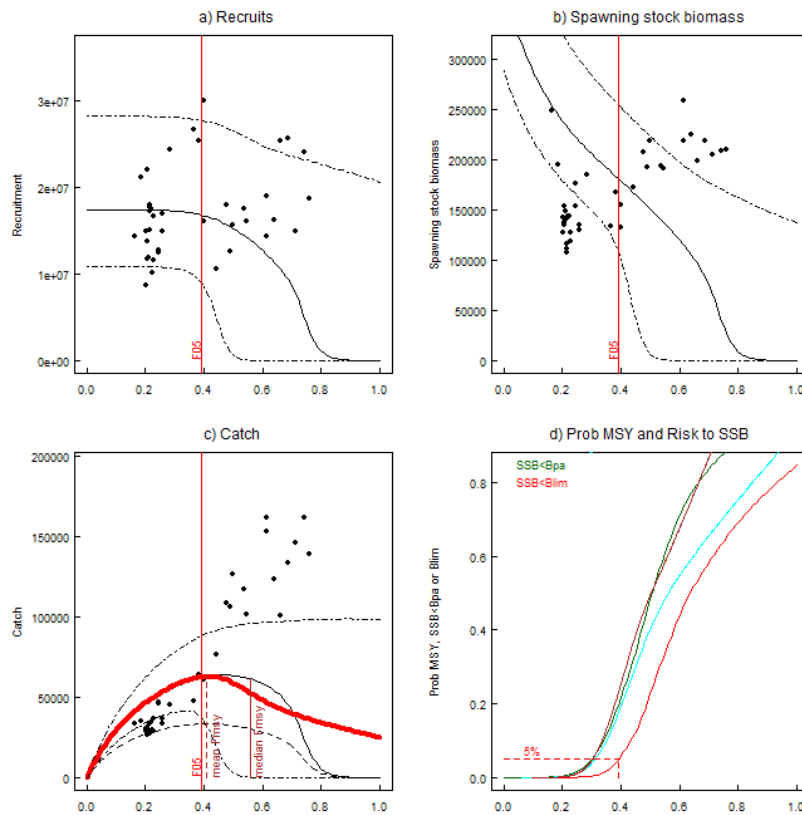 a) Recruits
Recruitment
3e+07
2e+07
1e+07
0e+00
F05
0.0 0.2 0.4 0.6 0.8 1.0
b) Spawning stock biomass
Spawning stock biomass
300000
250000
200000
150000
100000
50000
0
F05
0.0 0.2 0.4 0.6 0.8 1.0
c) Catch
Catch
200000
150000
100000
50000
0
F05
mean Fmsy
median Fmsy
0.0 0.2 0.4 0.6 0.8 1.0
d) Prob MSY and Risk to SSB
Prob MSY, SSB<Bpa or Blim
0.8
0.6
0.4
0.2
0.0
SSB<Bpa
SSB<Blim
5%
0.0 0.2 0.4 0.6 0.8 1.0